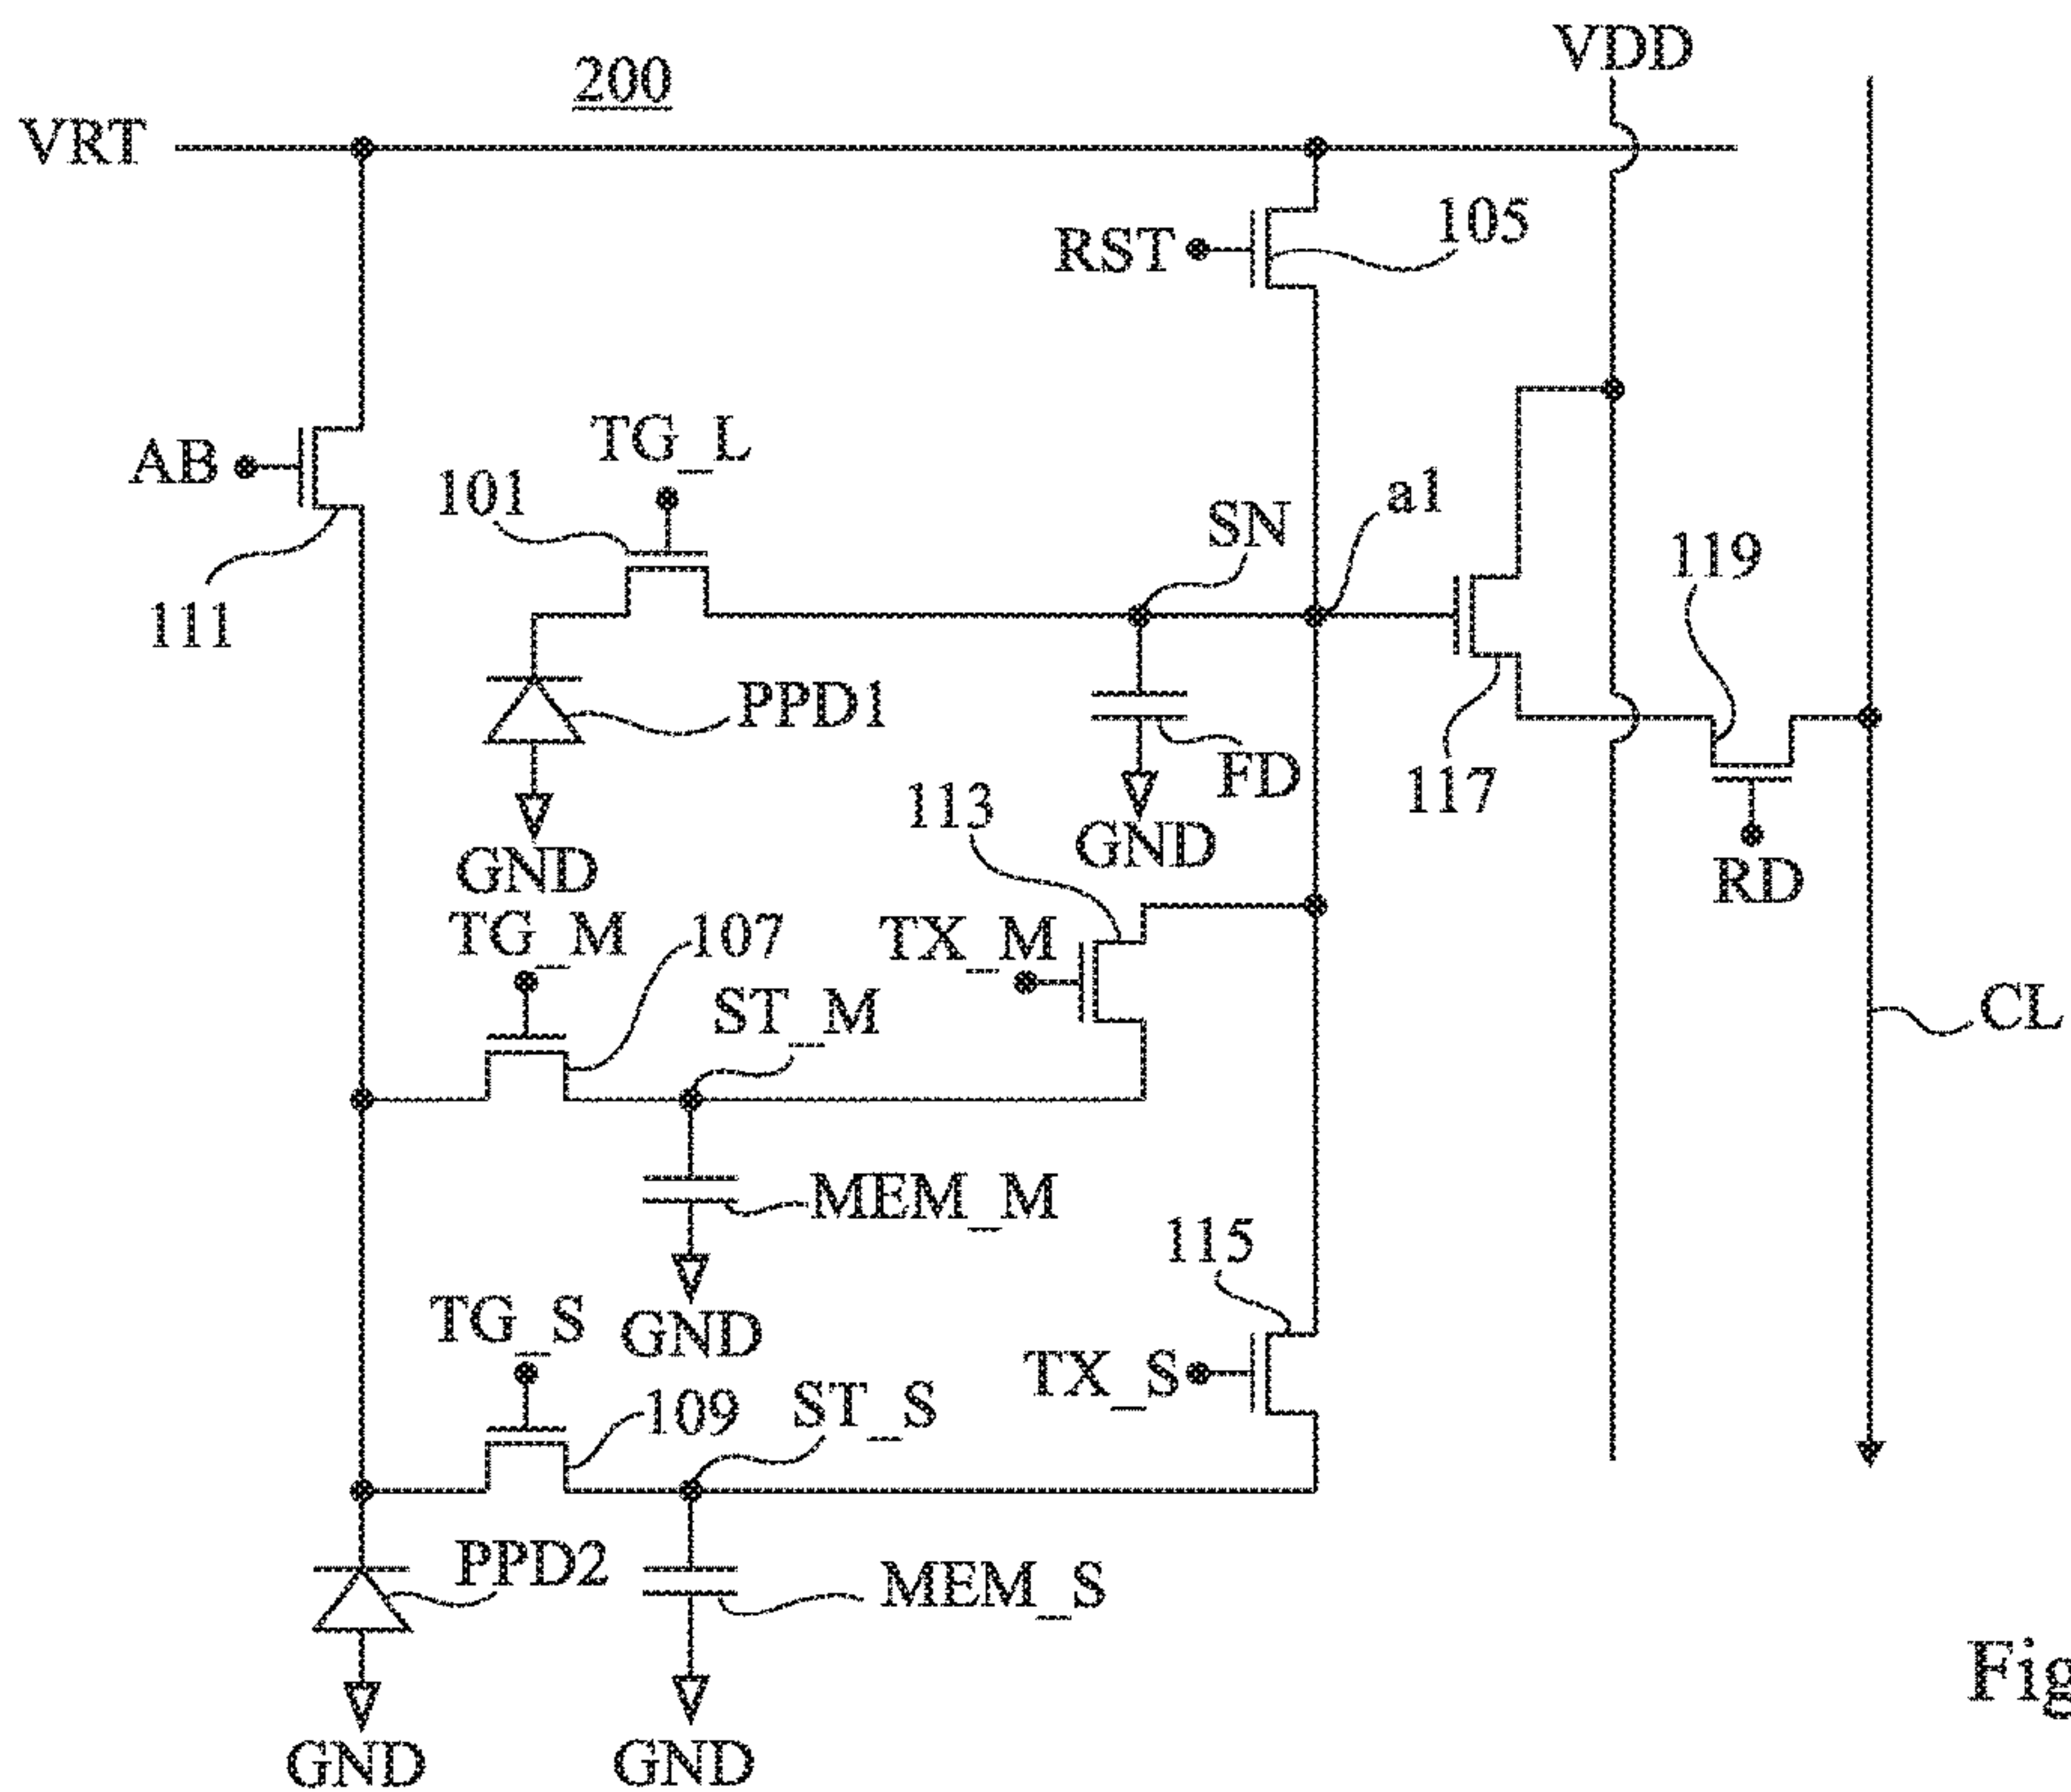 VDD
200
VRT
105
RST
TG_L
AB
101
SN
a1
119
111
PPD1
FD
117
113
GND
GND
RD
TG_M
107
TX_M
ST_M
CL
MEM_M
115
TG_S
GND
TX_S
109
ST_S
PPD2
MEM_S
Fig
GND
GND